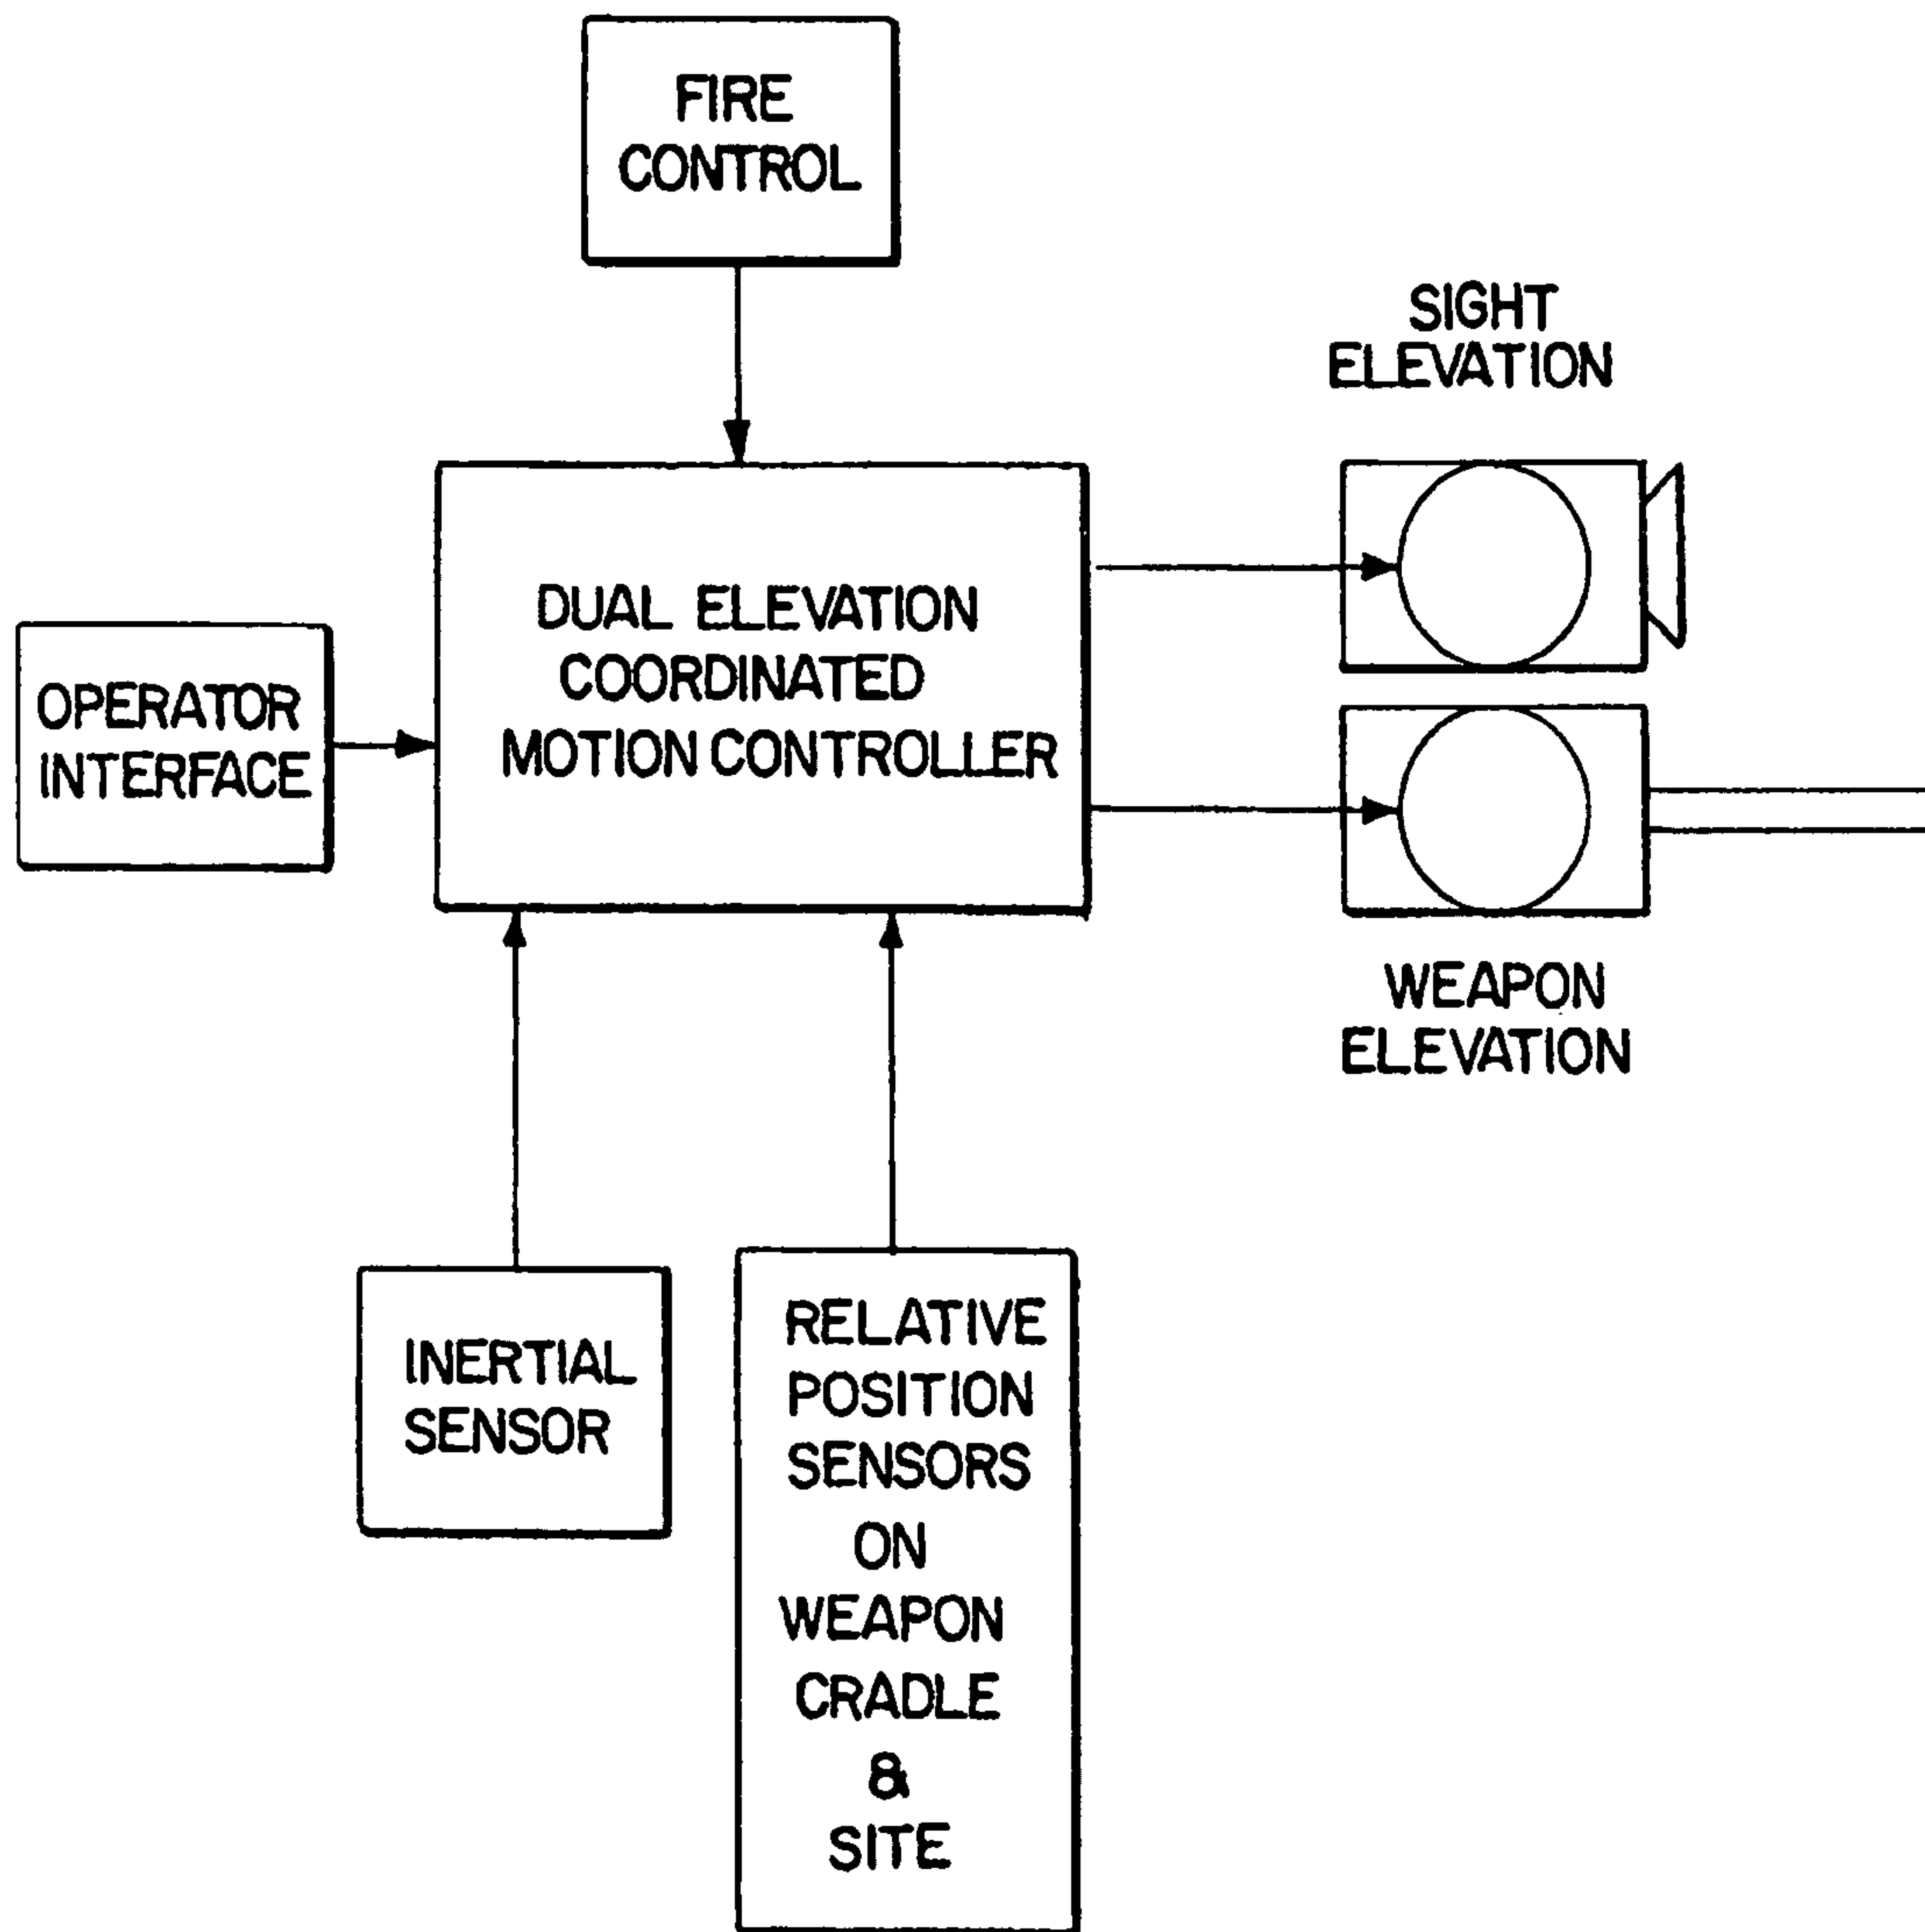 FIRE
CONTROL
SIGHT
ELEVATION
DUAL ELEVATION
COORDINATED
MOTION CONTROLLER
OPERATOR
INTERFACE
WEAPON
ELEVATION
INERTIAL
SENSOR
RELATIVE
POSITION
SENSORS
ON
WEAPON
CRADLE
&
SITE